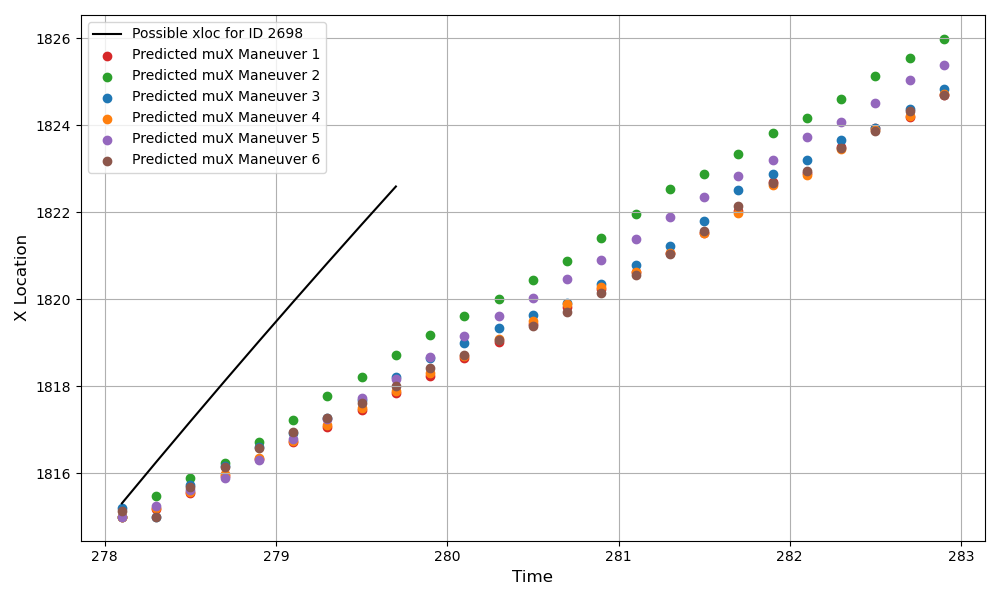 Possible xloc for ID 2698
Predicted muX Maneuver 1
Predicted muX Maneuver 2
Predicted muX Maneuver 3
Predicted muX Maneuver 4
Predicted muX Maneuver 5
Predicted muX Maneuver 6
X Location
1826
1824
1822
1820
1818
1816
278 279 280 281 282 283
Time